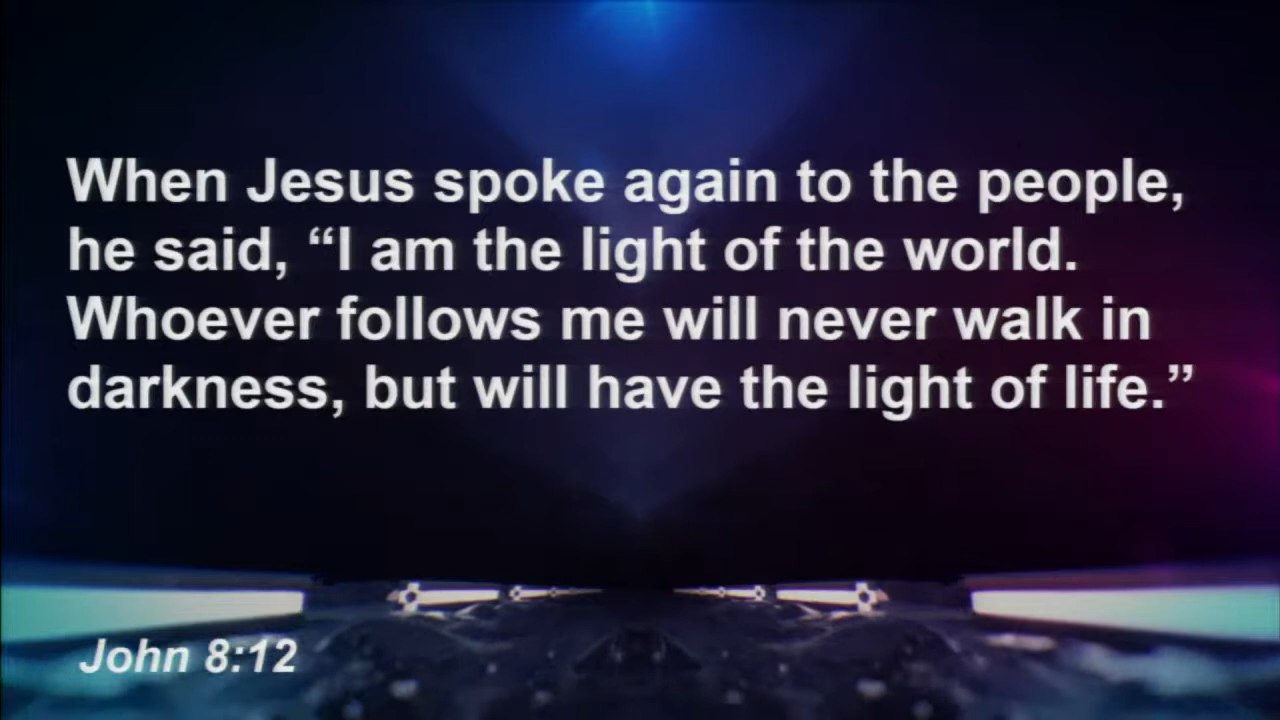 When Jesus spoke again to the people,
he said, “I am the light of the world.
Whoever follows me will never walk in
darkness, but will have the light of life.”
John 8:12